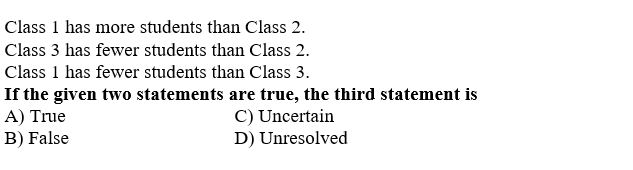 Class 1 has more students than Class 2.
Class 3 has fewer students than Class 2.
Class 1 has fewer students than Class 3.
If the given two statements are true, the third statement is
A) True C) Uncertain
B) False D) Unresolved